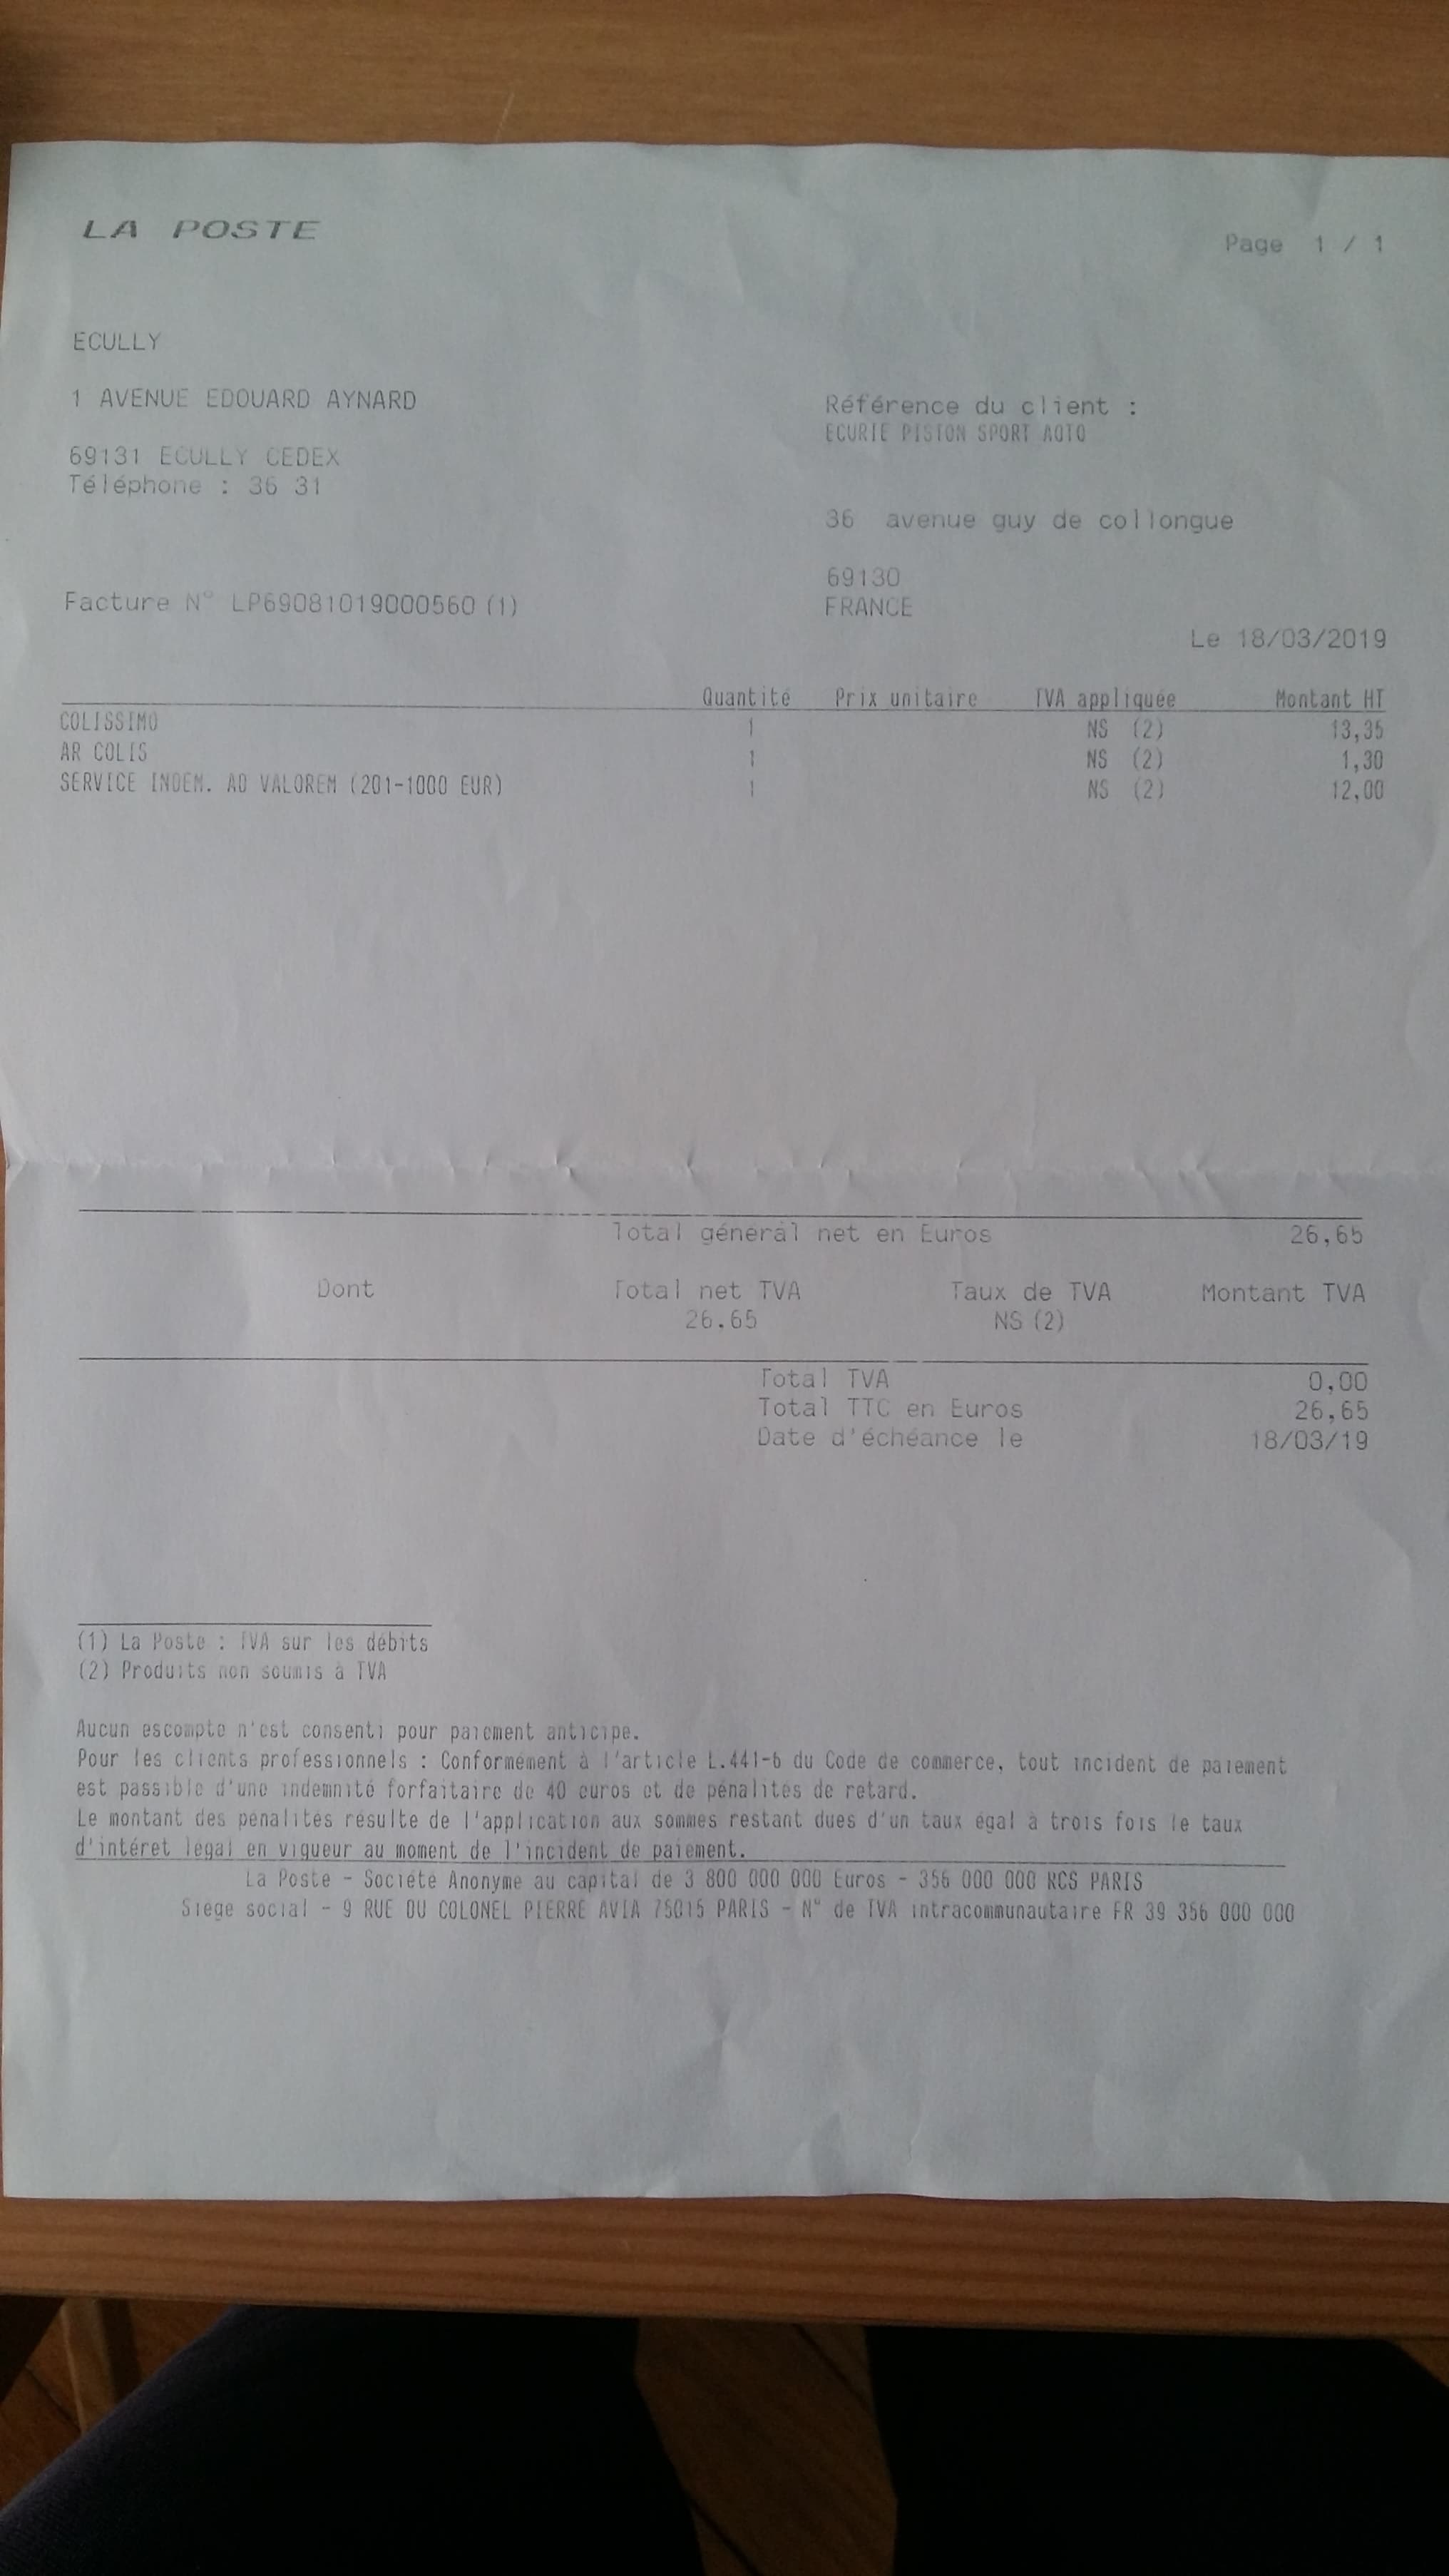 LA POSTE
Page 1 / 1
ECULLY
1 AVENUE EDOUARD AYNARD
69131 ECULLY CEDEX
Téléphone : 36 31
Référence du client :
ECURIE PISTON SPORT AUTO
36 avenue guy de collongue
69130
FRANCE
Facture N° LP69081019000560 (1)
Le 18/03/2019
Quantité Prix unitaire TVA appliquée Montant HT
COLISSIMO 1 NS (2) 13,35
AR COLIS 1 NS (2) 1,30
SERVICE INDEM. AD VALOREM (201-1000 EUR) 1 NS (2) 12,00
Total général net en Euros 26,65
Dont Total net TVA Taux de TVA Montant TVA
26,65 NS (2)
Total TVA 0,00
Total TTC en Euros 26,65
Date d'échéance le 18/03/19
(1) La Poste : TVA sur les débits
(2) Produits non soumis à TVA
Aucun escompte n'est consenti pour paiement anticipe.
Pour les clients professionnels : Conformément à l'article L.441-6 du Code de commerce, tout incident de paiement
est passible d'une indemnité forfaitaire de 40 euros et de pénalités de retard.
Le montant des pénalités résulte de l'application aux sommes restant dues d'un taux égal à trois fois le taux
d'intéret légal en vigueur au moment de l'incident de paiement.
La Poste - Société Anonyme au capital de 3 800 000 000 Euros - 356 000 000 RCS PARIS
Siège social - 9 RUE DU COLONEL PIERRE AVIA 75015 PARIS - N° de TVA intracommunautaire FR 39 356 000 000